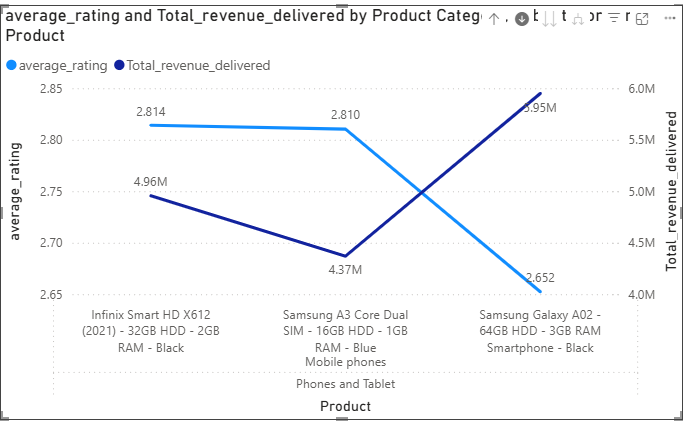 average_rating and Total_revenue_delivered by Product
Product
average_rating Total_revenue_delivered
2.85
2.80
2.75
2.70
2.65
average_rating
2.814
2.810
2.652
4.96M
4.37M
5.95M
6.0M
5.5M
5.0M
4.5M
4.0M
Total_revenue_delivered
Infinix Smart HD X612
(2021) - 32GB HDD - 2GB
RAM - Black
Samsung A3 Core Dual
SIM - 16GB HDD - 1GB
RAM - Blue
Samsung Galaxy A02 -
64GB HDD - 3GB RAM
Smartphone - Black
Mobile phones
Phones and Tablet
Product